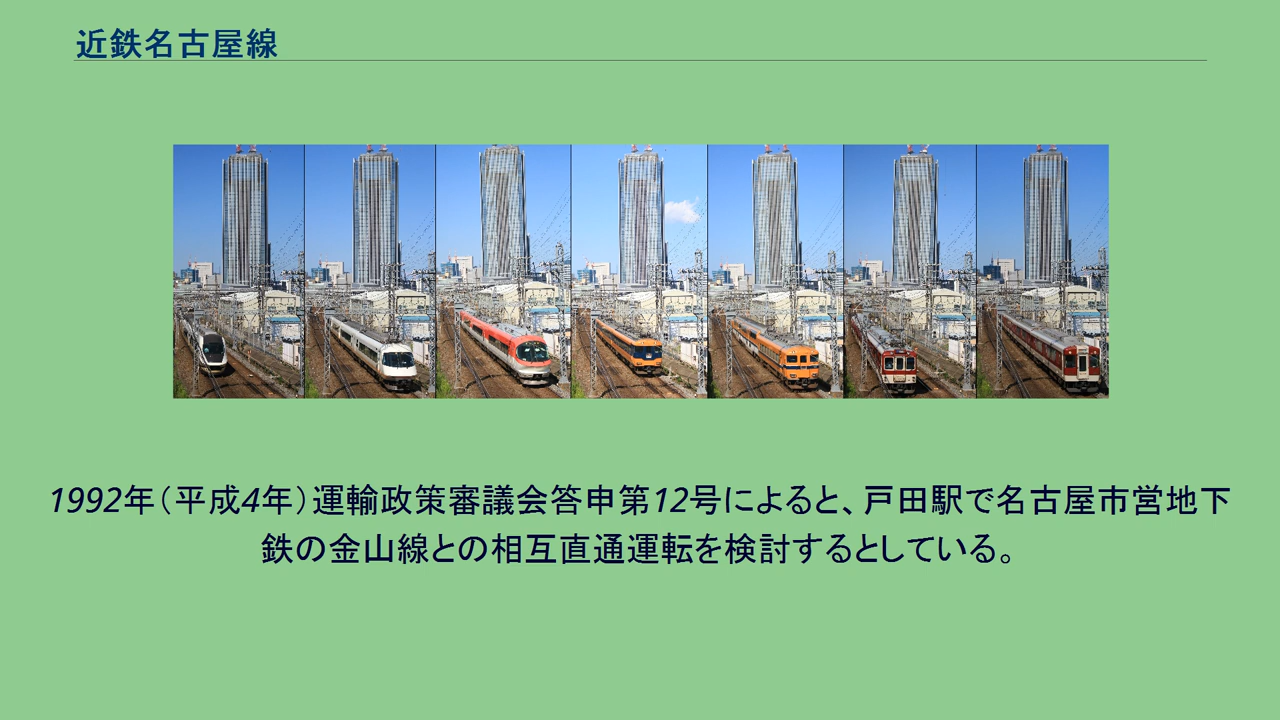 近鉄名古屋線
1992年（平成4年）運輸政策審議会答申第12号によると、戸田駅で名古屋市営地下
鉄の金山線との相互直通運転を検討するとしている。